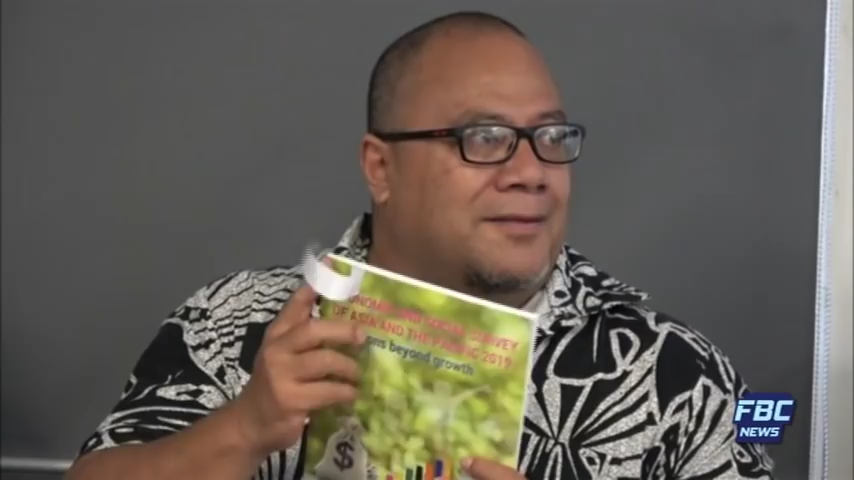 AND SOCIAL SURVEY
OF ASIA AND THE PACIFIC 2019
beyond growth
$
FBC
NEWS